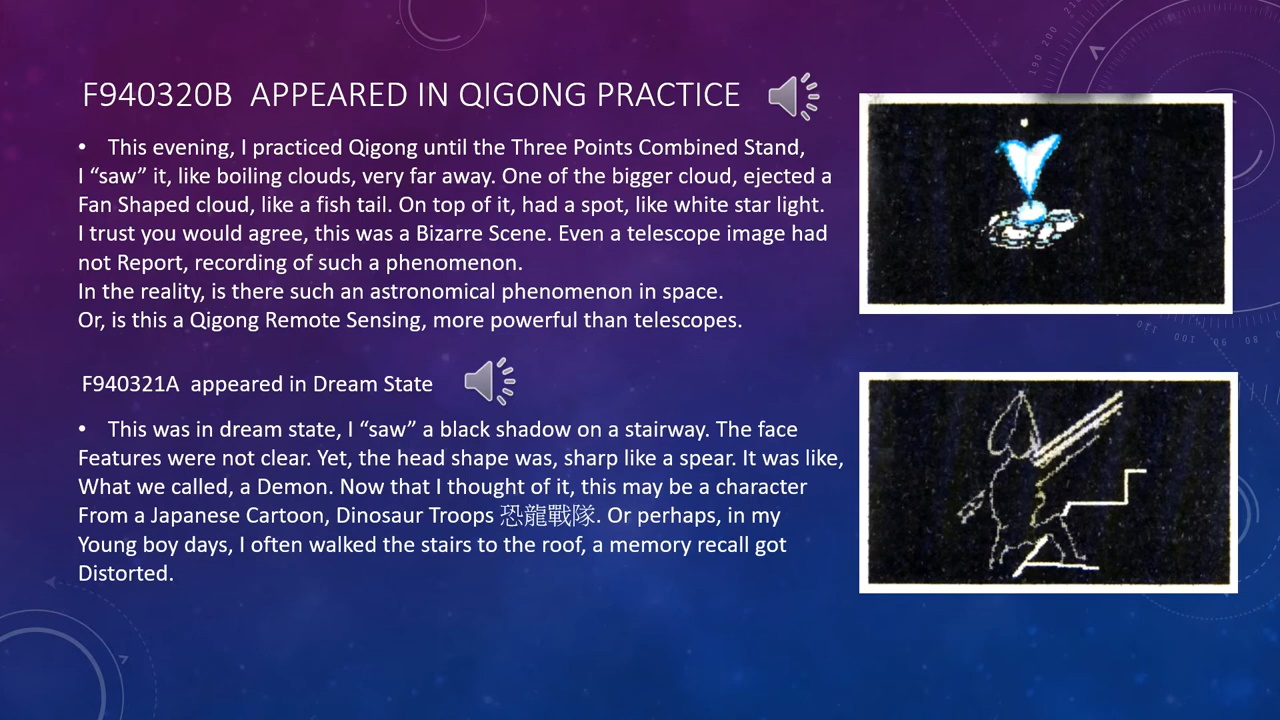 F940320B APPEARED IN QIGONG PRACTICE
• This evening, I practiced Qigong until the Three Points Combined Stand,
I “saw” it, like boiling clouds, very far away. One of the bigger cloud, ejected a
Fan Shaped cloud, like a fish tail. On top of it, had a spot, like white star light.
I trust you would agree, this was a Bizarre Scene. Even a telescope image had
not Report, recording of such a phenomenon.
In the reality, is there such an astronomical phenomenon in space.
Or, is this a Qigong Remote Sensing, more powerful than telescopes.
F940321A appeared in Dream State
• This was in dream state, I “saw” a black shadow on a stairway. The face
Features were not clear. Yet, the head shape was, sharp like a spear. It was like,
What we called, a Demon. Now that I thought of it, this may be a character
From a Japanese Cartoon, Dinosaur Troops 恐龍戰隊. Or perhaps, in my
Young boy days, I often walked the stairs to the roof, a memory recall got
Distorted.
190 200 210
120 110 100 90 80